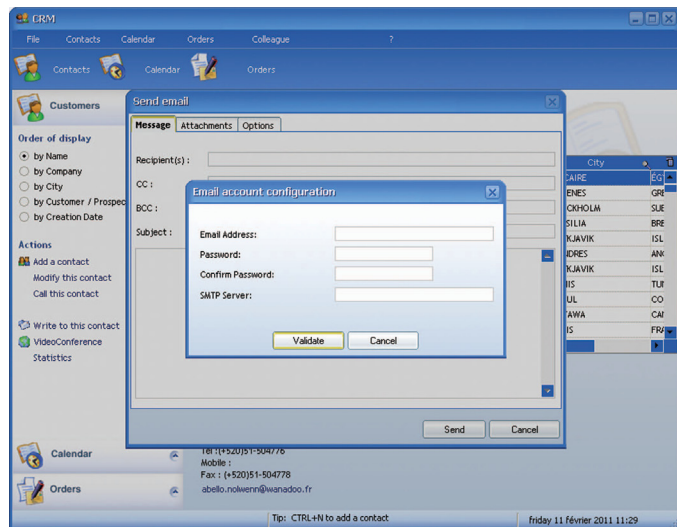 CRM
File Contacts Calendar Orders Colleague ?
Contacts Calendar Orders
Customers
Order of display
by Name
by Company
by City
by Customer / Prospec
by Creation Date
Actions
Add a contact
Modify this contact
Call this contact
Write to this contact
VideoConference
Statistics
Calendar
Orders
Send email
Message Attachments Options
Recipient(s) :
CC :
BCC :
Subject :
Email account configuration
Email Address:
Password:
Confirm Password:
SMTP Server:
Validate Cancel
Send Cancel
City
CAIRE EGY
ENES GRE
CKHOLM SUE
SILIA BRE
KJAVIK ISL
NDRES ANG
KJAVIK ISL
NIS TUN
UL CO
AWA CAN
IS FRA
Tel :(+520)51-504776
Mobile :
Fax : (+520)51-504778
abello.nolwenn@wanadoo.fr
Tip: CTRL+N to add a contact
friday 11 février 2011 11:29